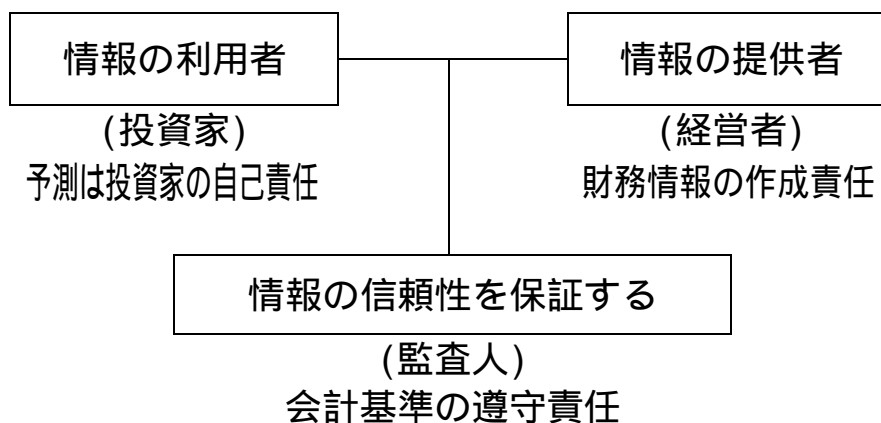 情報の利用者
(投資家)
予測は投資家の自己責任
情報の提供者
(経営者)
財務情報の作成責任
情報の信頼性を保証する
(監査人)
会計基準の遵守責任